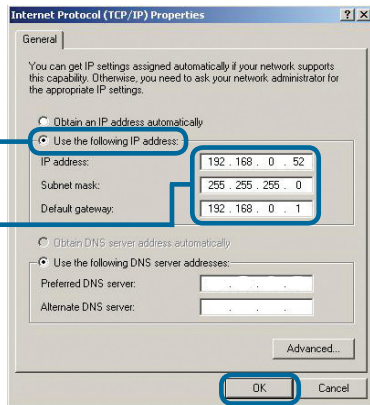 Internet Protocol (TCP/IP) Properties
General
You can get IP settings assigned automatically if your network supports
this capability. Otherwise, you need to ask your network administrator for
the appropriate IP settings.
Obtain an IP address automatically
Use the following IP address:
IP address: 192 . 168 . 0 . 52
Subnet mask: 255 . 255 . 255 . 0
Default gateway: 192 . 168 . 0 . 1
Obtain DNS server address automatically
Use the following DNS server addresses:
Preferred DNS server: . . .
Alternate DNS server: . . .
Advanced...
OK Cancel